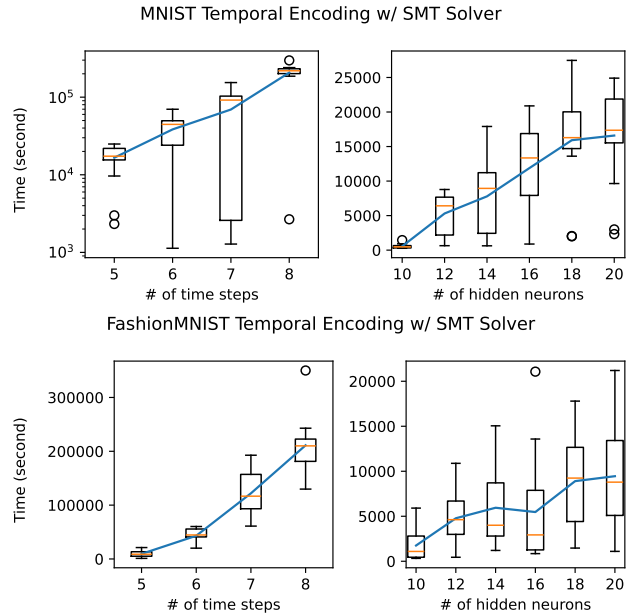 MNIST Temporal Encoding w/ SMT Solver
Time (second)
10^5
10^4
10^3
5 6 7 8
# of time steps
25000
20000
15000
10000
5000
0
10 12 14 16 18 20
# of hidden neurons
FashionMNIST Temporal Encoding w/ SMT Solver
Time (second)
300000
200000
100000
0
5 6 7 8
# of time steps
20000
15000
10000
5000
0
10 12 14 16 18 20
# of hidden neurons